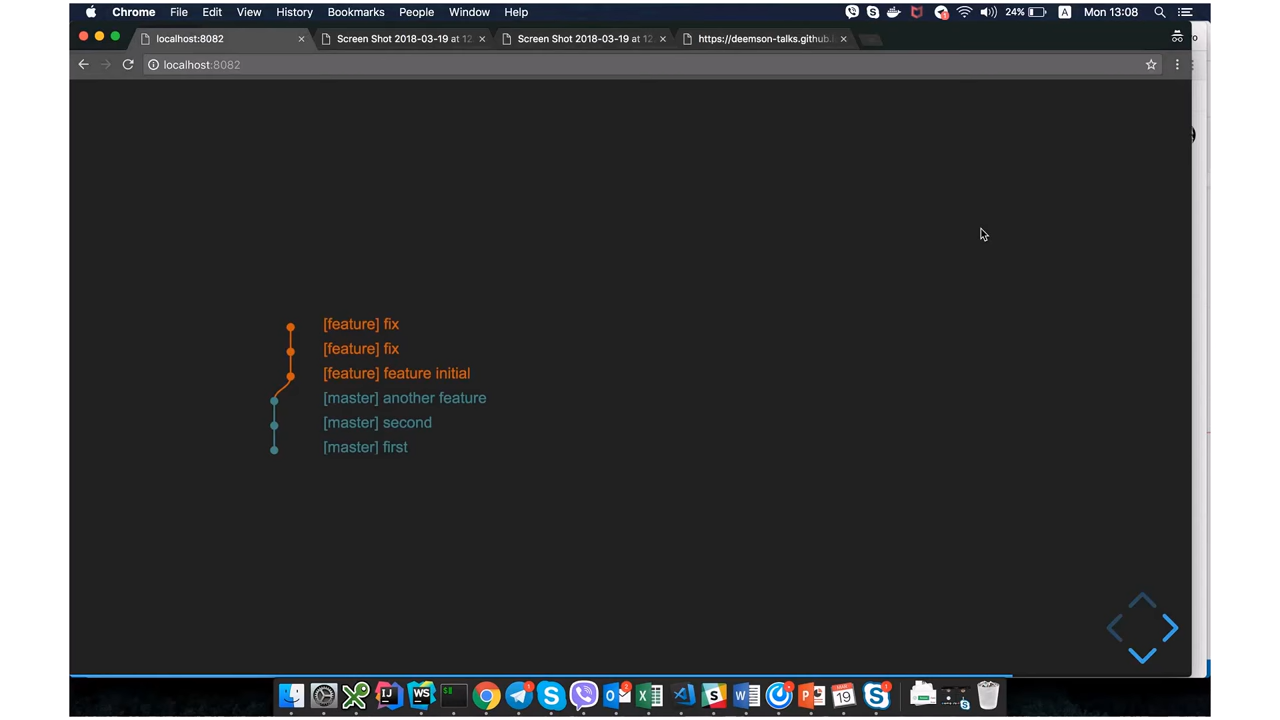 Chrome File Edit View History Bookmarks People Window Help 24% A Mon 13:08
localhost:8082 Screen Shot 2018-03-19 at 12. Screen Shot 2018-03-19 at 12. https://deemson-talks.github.
localhost:8082
[feature] fix
[feature] fix
[feature] feature initial
[master] another feature
[master] second
[master] first